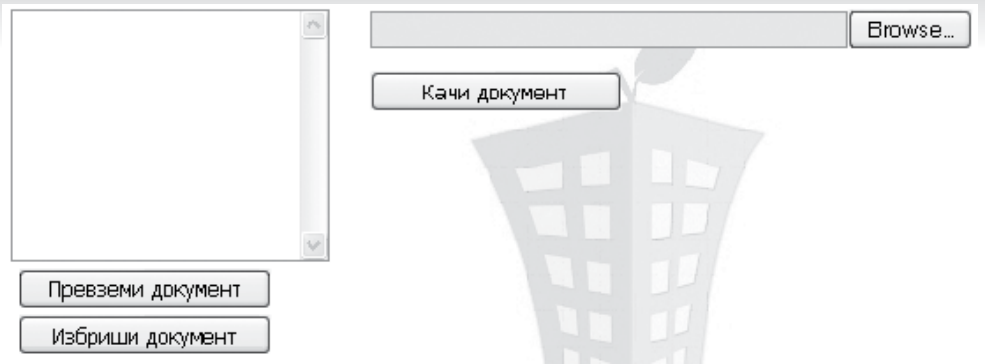 Browse...
Качи документ
Превземи документ
Избриши документ